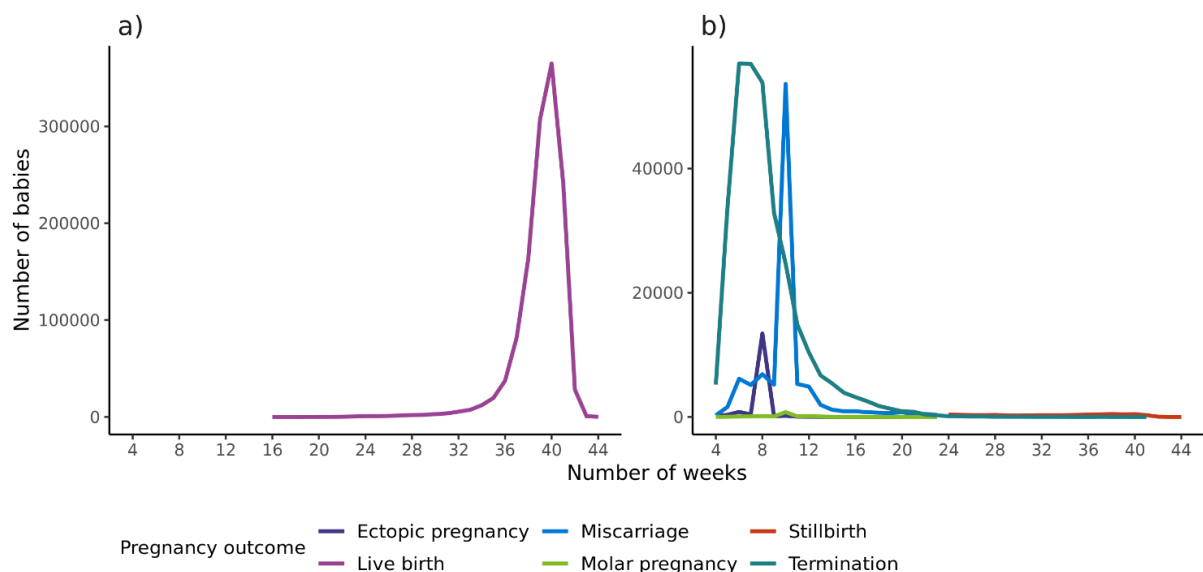 a)
b)
Number of babies
300000
200000
100000
0
4 8 12 16 20 24 28 32 36 40 44
40000
20000
0
4 8 12 16 20 24 28 32 36 40 44
Number of weeks
Pregnancy outcome
Ectopic pregnancy Miscarriage Stillbirth
Live birth Molar pregnancy Termination